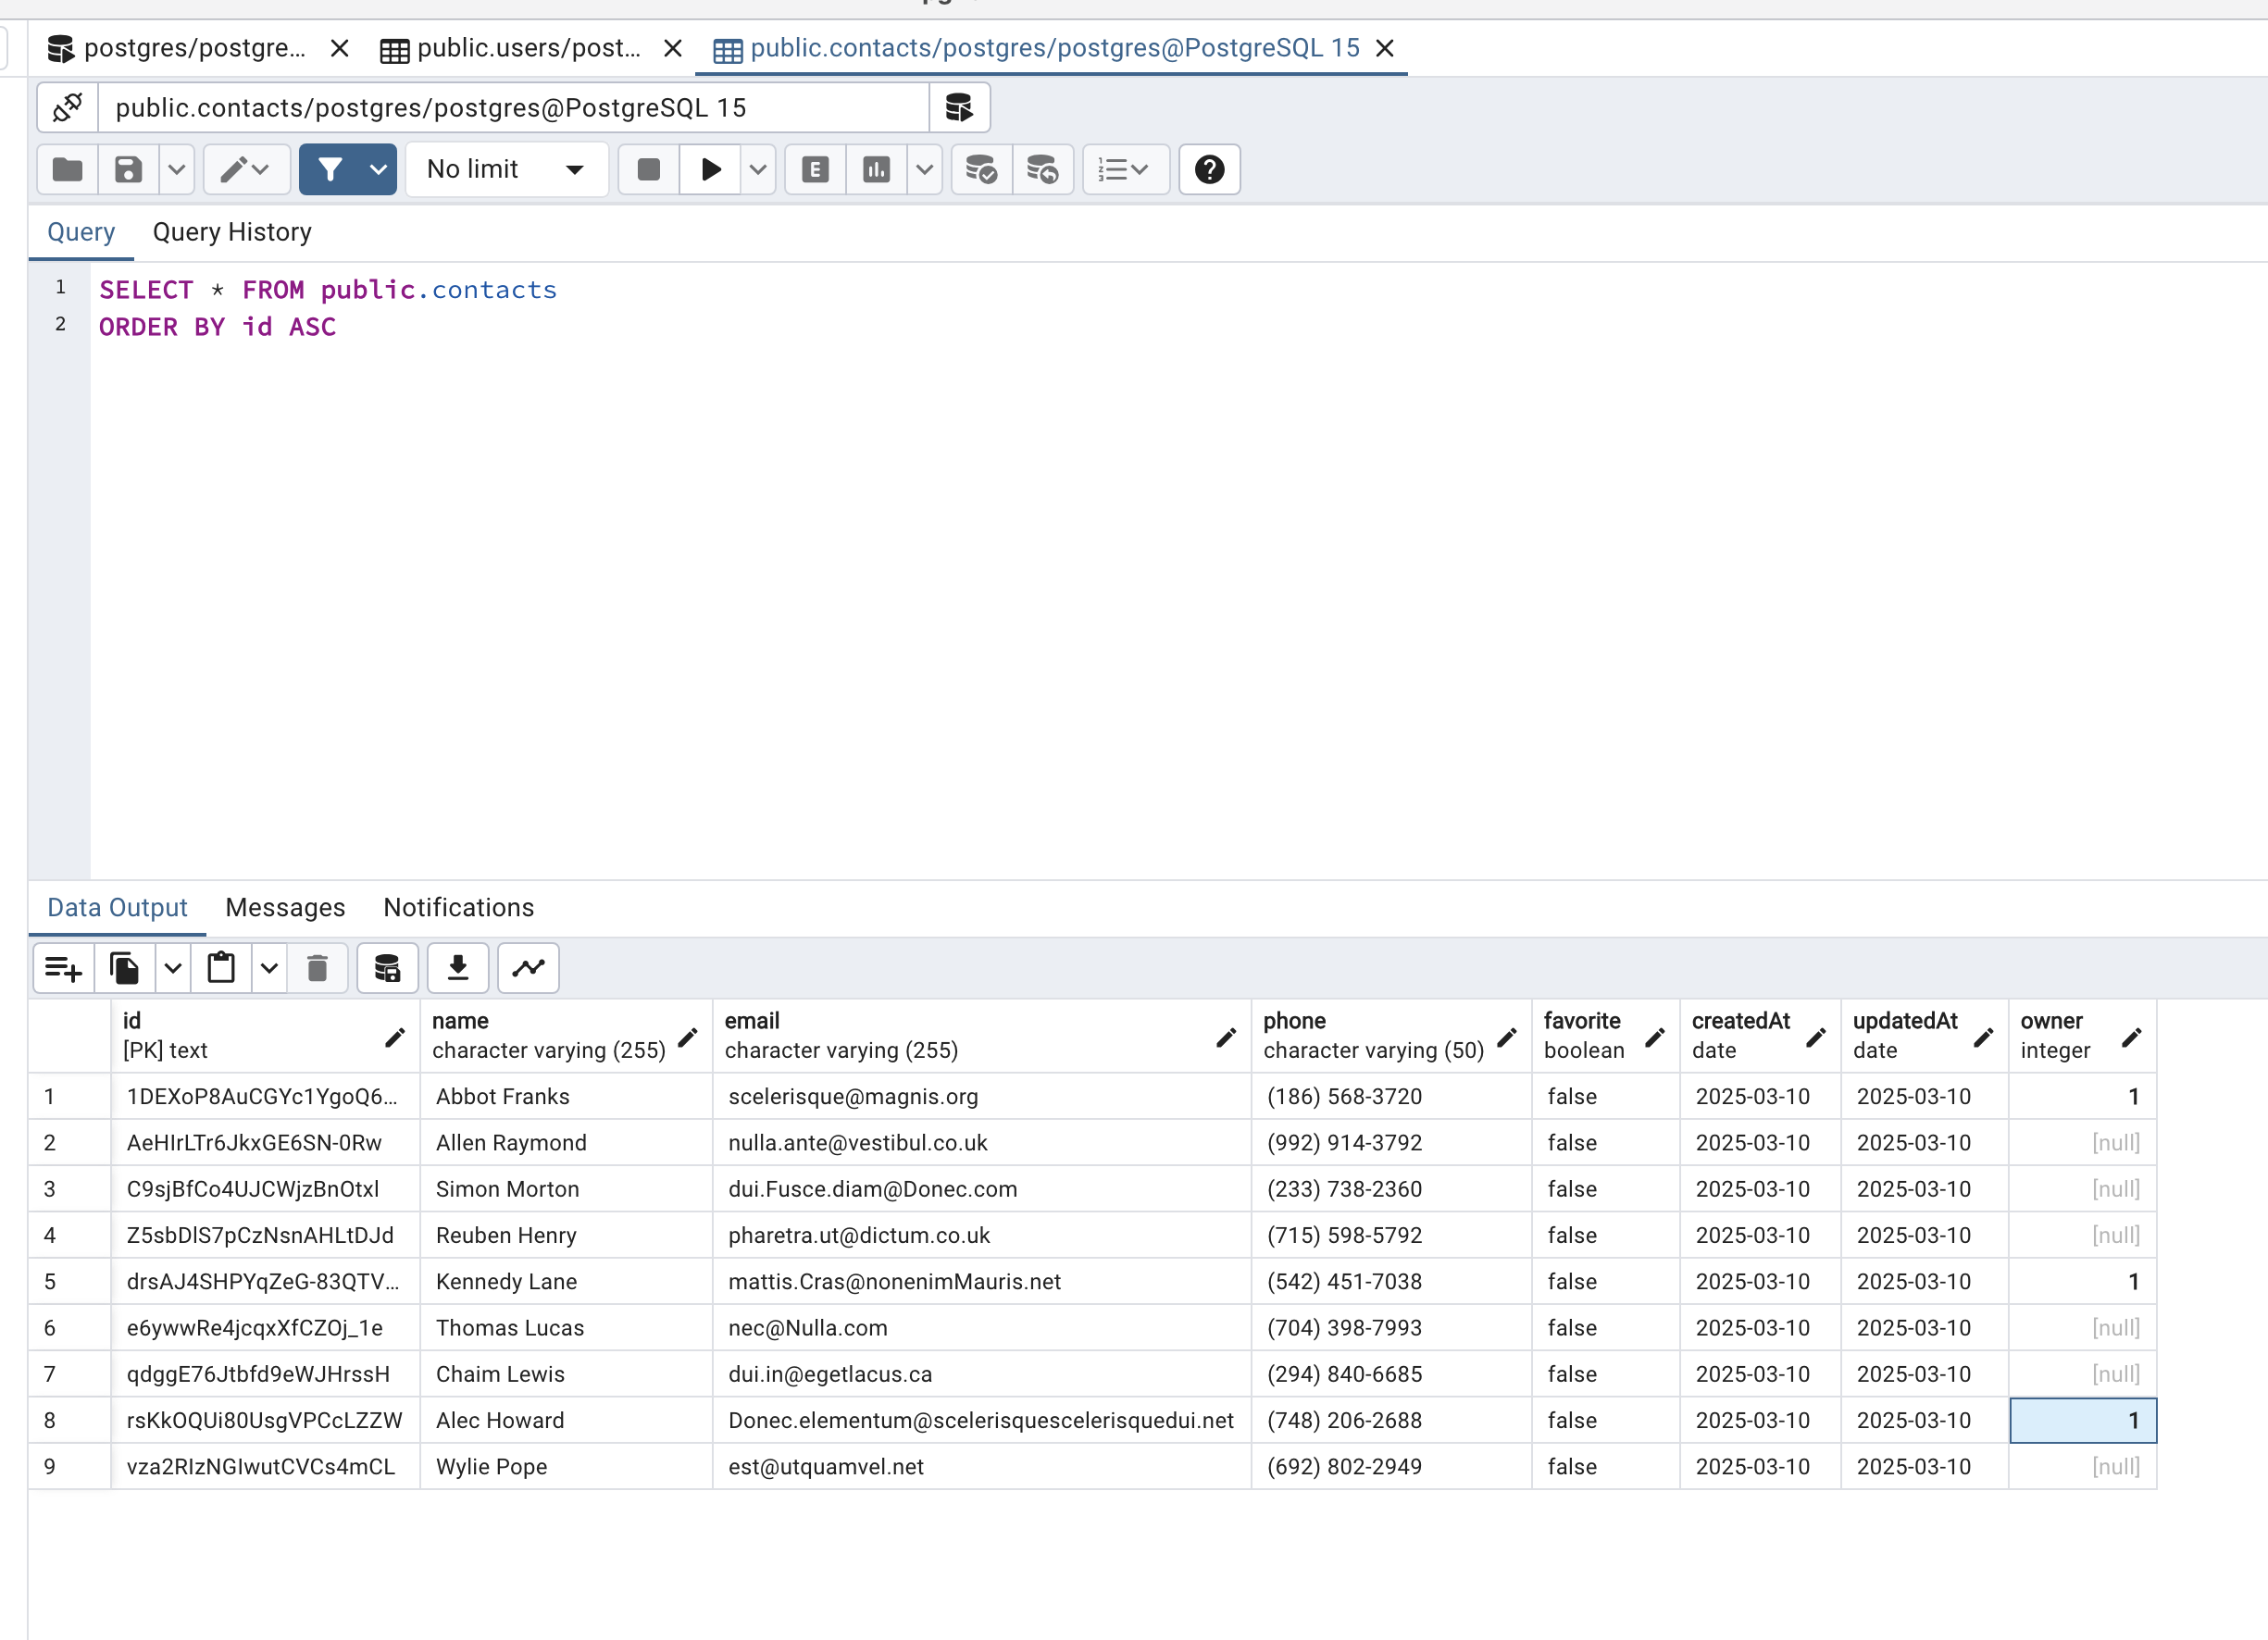 postgres/postgre...
public.users/post...
public.contacts/postgres/postgres@PostgreSQL 15
public.contacts/postgres/postgres@PostgreSQL 15
No limit
E
Query Query History
1 SELECT * FROM public.contacts
2 ORDER BY id ASC
Data Output Messages Notifications
id name email phone favorite createdAt updatedAt owner
[PK] text character varying (255) character varying (255) character varying (50) boolean date date integer
1 1DEXoP8AuCGYc1YgoQ6... Abbot Franks scelerisque@magnis.org (186) 568-3720 false 2025-03-10 2025-03-10 1
2 AeHIrLTr6JkxGE6SN-0Rw Allen Raymond nulla.ante@vestibul.co.uk (992) 914-3792 false 2025-03-10 2025-03-10 [null]
3 C9sjBfCo4UJCWjzBnOtxl Simon Morton dui.Fusce.diam@Donec.com (233) 738-2360 false 2025-03-10 2025-03-10 [null]
4 Z5sbDlS7pCzNsnAHLtDJd Reuben Henry pharetra.ut@dictum.co.uk (715) 598-5792 false 2025-03-10 2025-03-10 [null]
5 drsAJ4SHPYqZeG-83QTV... Kennedy Lane mattis.Cras@nonenimMauris.net (542) 451-7038 false 2025-03-10 2025-03-10 1
6 e6ywwRe4jcqxXfCZOj_1e Thomas Lucas nec@Nulla.com (704) 398-7993 false 2025-03-10 2025-03-10 [null]
7 qdggE76Jtbfd9eWJHrssH Chaim Lewis dui.in@egetlacus.ca (294) 840-6685 false 2025-03-10 2025-03-10 [null]
8 rsKkOQUi80UsgVPCcLZZW Alec Howard Donec.elementum@scelerisquescelerisquedui.net (748) 206-2688 false 2025-03-10 2025-03-10 1
9 vza2RIzNGIwutCVCs4mCL Wylie Pope est@utquamvel.net (692) 802-2949 false 2025-03-10 2025-03-10 [null]